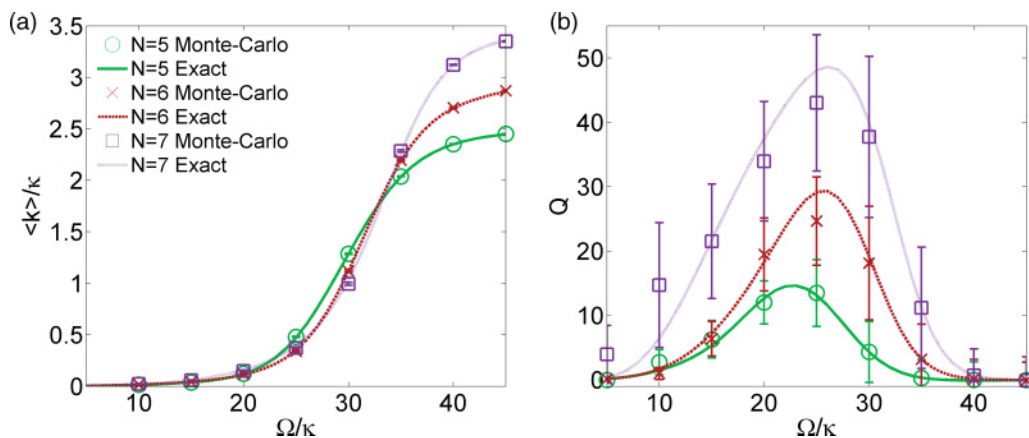 (a)
3.5
3
2.5
2
1.5
1
0.5
0
<k>/κ
N=5 Monte-Carlo
N=5 Exact
N=6 Monte-Carlo
N=6 Exact
N=7 Monte-Carlo
N=7 Exact
10 20 30 40
Ω/κ
(b)
50
40
30
20
10
0
Q
10 20 30 40
Ω/κ